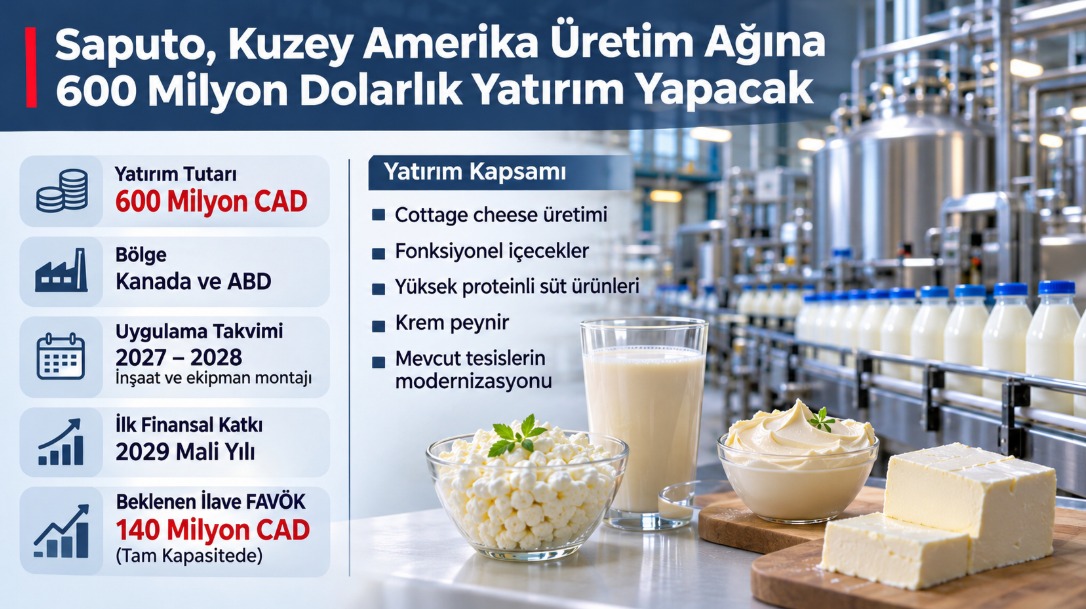 Saputo, Kuzey Amerika Üretim Ağına
600 Milyon Dolarlık Yatırım Yapacak
Yatırım Tutarı
600 Milyon CAD
Bölge
Kanada ve ABD
Uygulama Takvimi
2027 – 2028
İnşaat ve ekipman montajı
İlk Finansal Katkı
2029 Mali Yılı
Beklenen İlave FAVÖK
140 Milyon CAD
(Tam Kapasitede)
Yatırım Kapsamı
Cottage cheese üretimi
Fonksiyonel içecekler
Yüksek proteinli süt ürünleri
Krem peynir
Mevcut tesislerin
modernizasyonu